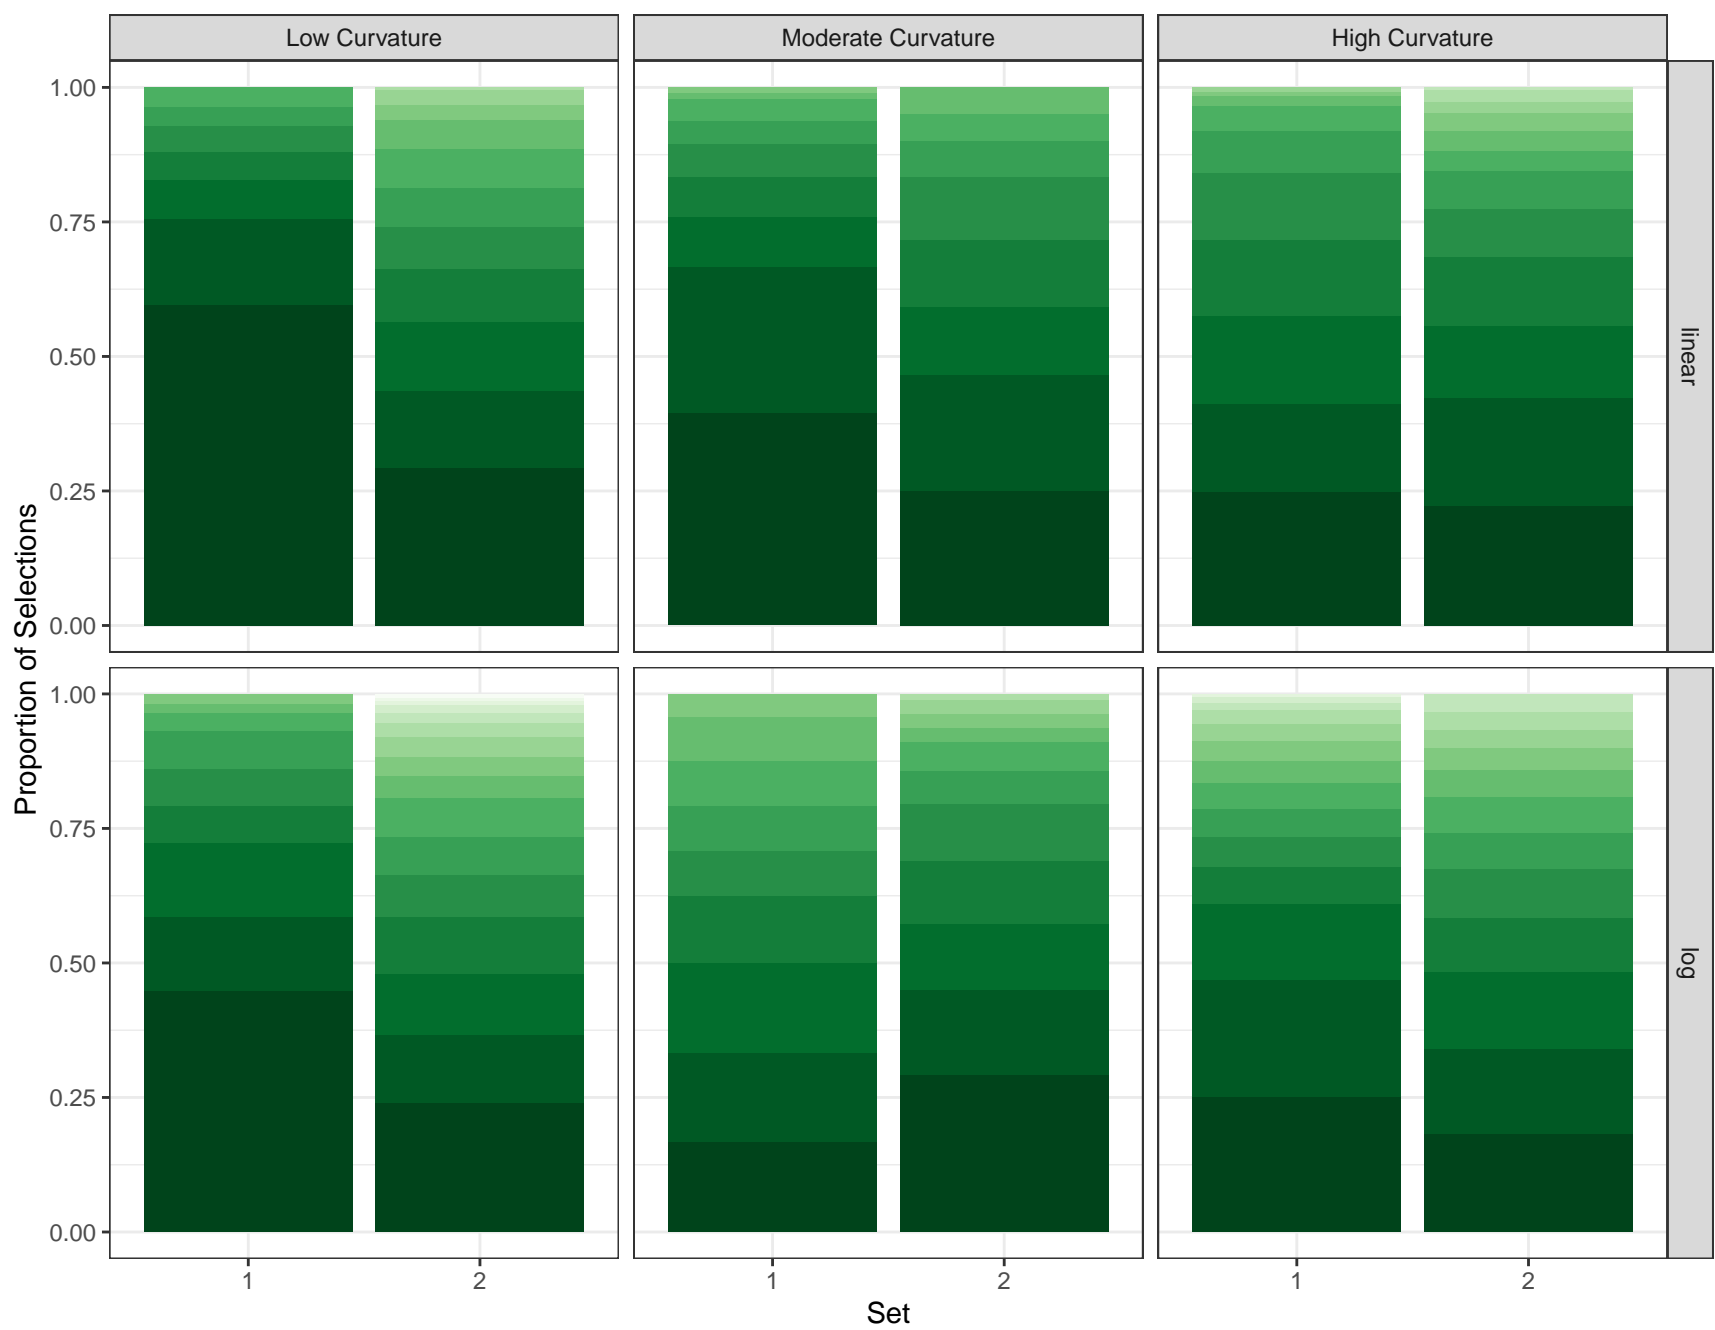 Low Curvature
Moderate Curvature
High Curvature
Proportion of Selections
1.00
0.75
0.50
0.25
0.00
linear
1.00
0.75
0.50
0.25
0.00
log
1
2
1
2
1
2
Set